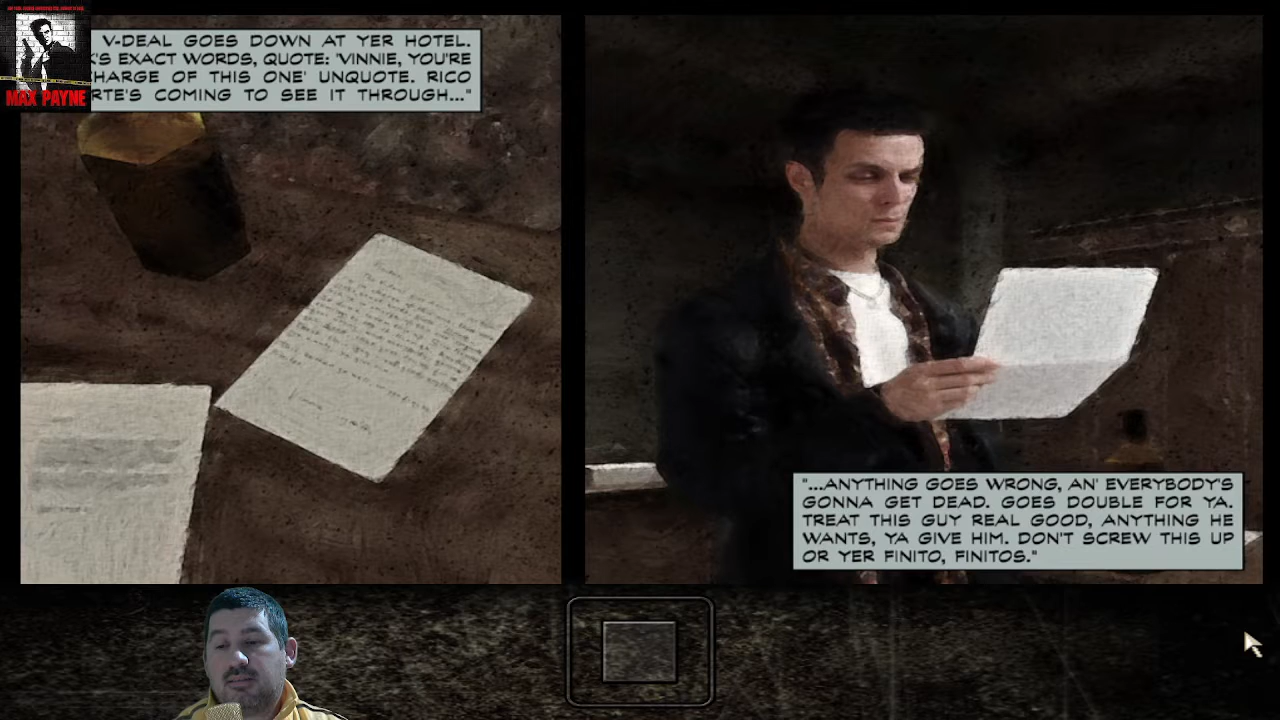 MAX PAYNE
V-DEAL GOES DOWN AT YER HOTEL.
'S EXACT WORDS, QUOTE: 'VINNIE, YOU'RE
HARGE OF THIS ONE' UNQUOTE. RICO
RTE'S COMING TO SEE IT THROUGH..."
"...ANYTHING GOES WRONG, AN' EVERYBODY'S
GONNA GET DEAD. GOES DOUBLE FOR YA.
TREAT THIS GUY REAL GOOD, ANYTHING HE
WANTS, YA GIVE HIM. DON'T SCREW THIS UP
OR YER FINITO, FINITOS."